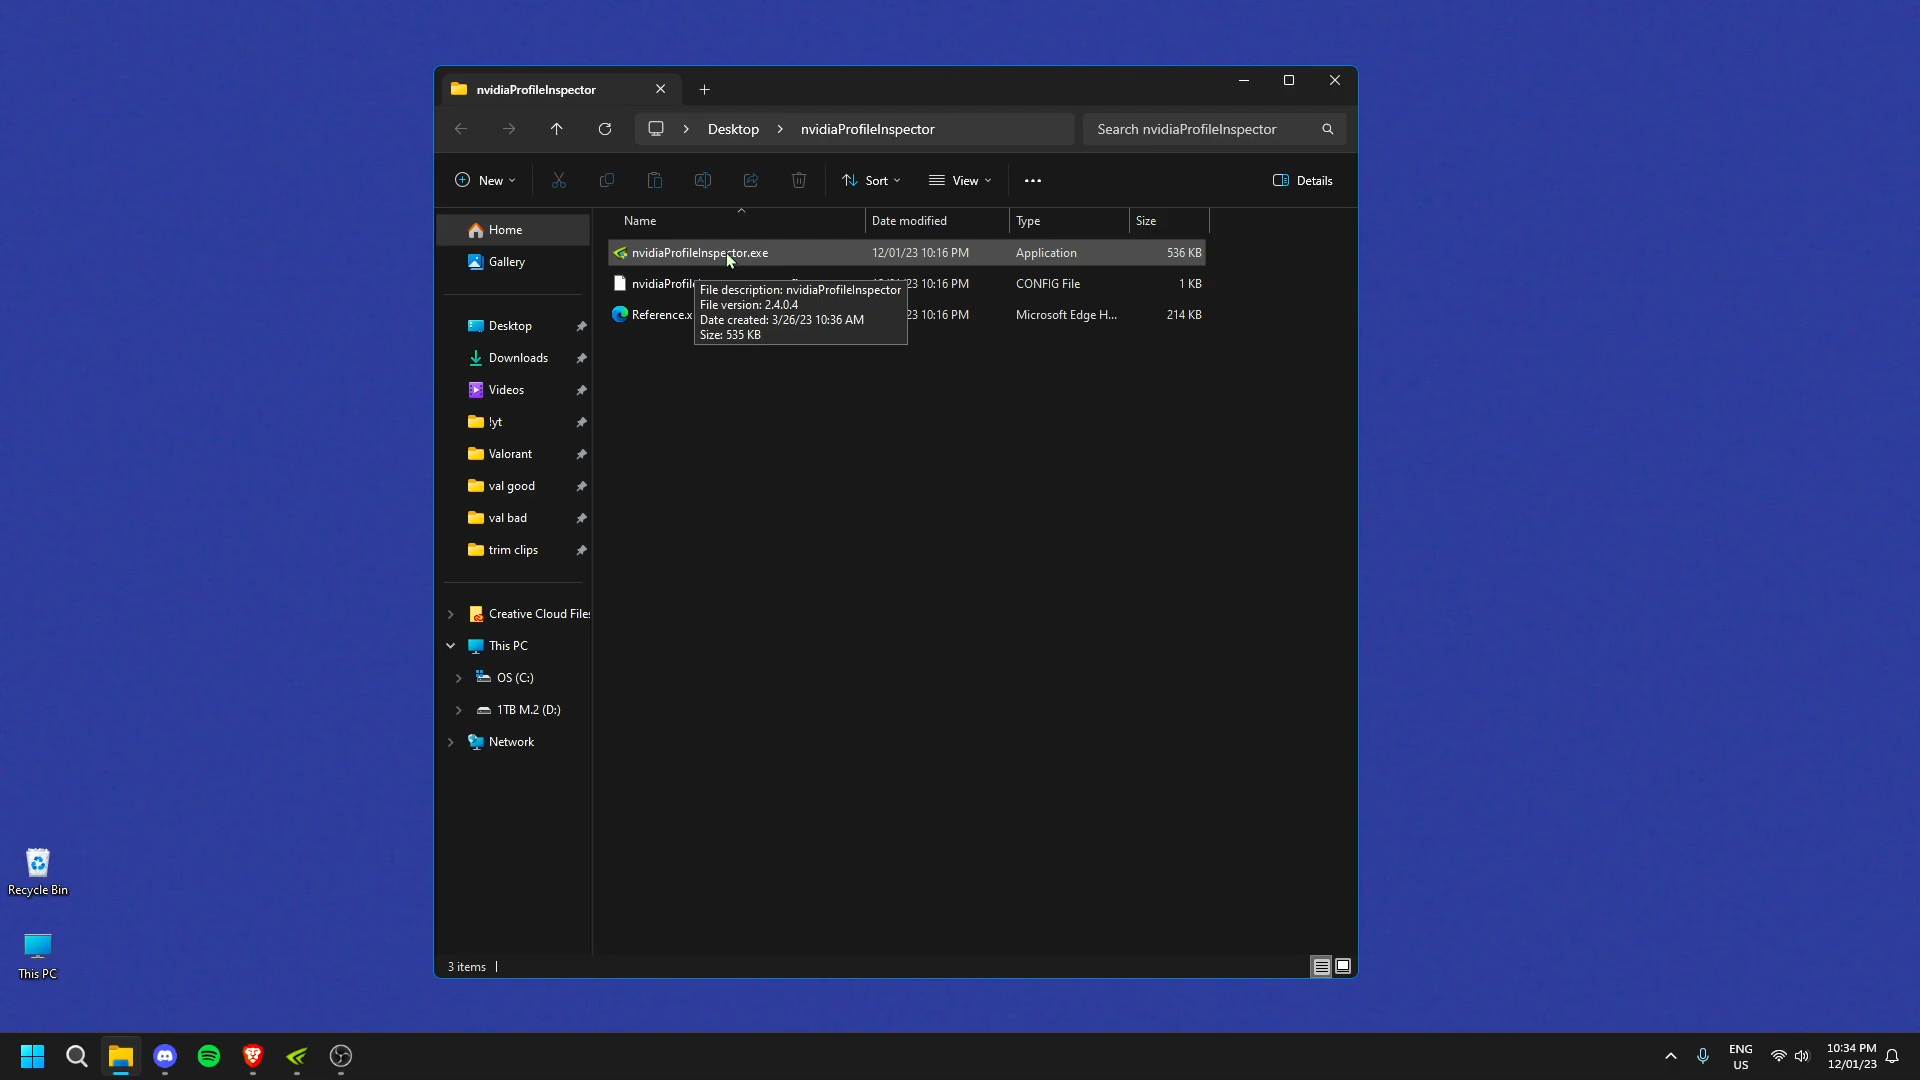 nvidiaProfileInspector
Desktop
nvidiaProfileInspector
Search nvidiaProfileInspector
New
Sort
View
Details
Name
Date modified
Type
Size
Home
Gallery
Desktop
Downloads
Videos
!yt
Valorant
val good
val bad
trim clips
Creative Cloud Files
This PC
OS (C:)
1TB M.2 (D:)
Network
nvidiaProfileInspector.exe 12/01/23 10:16 PM Application 536 KB
nvidiaProfile 23 10:16 PM CONFIG File 1 KB
Reference.x 23 10:16 PM Microsoft Edge H... 214 KB
File description: nvidiaProfileInspector
File version: 2.4.0.4
Date created: 3/26/23 10:36 AM
Size: 535 KB
3 items
Recycle Bin
This PC
ENG
US
10:34 PM
12/01/23